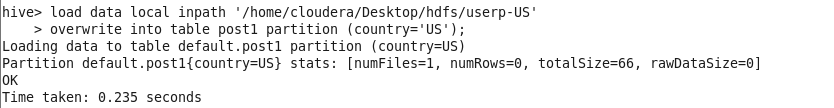 hive> load data local inpath '/home/cloudera/Desktop/hdfs/userp-US'
    > overwrite into table post1 partition (country='US');
Loading data to table default.post1 partition (country=US)
Partition default.post1{country=US} stats: [numFiles=1, numRows=0, totalSize=66, rawDataSize=0]
OK
Time taken: 0.235 seconds